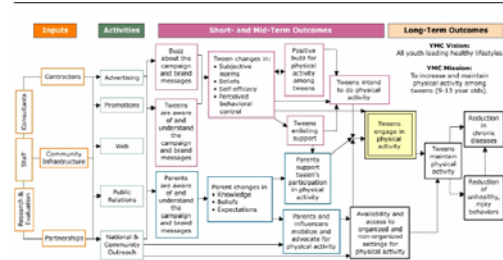 Inputs
Activities
Short- and Mid-Term Outcomes
Long-Term Outcomes
YMC Vision:
All youth leading healthy lifestyles.
YMC Mission:
To increase and maintain
physical activity among
tweens (9-13 year olds).
Consultants
Staff
Research &
Evaluation
Contractors
Community
Infrastructure
Partnerships
Advertising
Promotions
Web
Public
Relations
National &
Community
Outreach
Buzz
about the
campaign and
brand messages
Tweens
are aware
of and
understand
the campaign
and brand
messages
Parents
are aware of
and
understand
the
campaign
and brand
messages
Tween changes in:
• Subjective
norms
• Beliefs
• Self-efficacy
• Perceived
behavioral control
Parent changes in
• Knowledge
• Beliefs
• Expectations
Positive
buzz for
physical
activity
among
tweens
Tweens
enlisting
support
Parents
support
tween's
participation
in physical
activity
Parents and
influencers
mobilize and
advocate for
physical activity
Tweens intend
to do physical
activity
Tweens
engage in
physical
activity
Availability and
access to
organized and
non-organized
settings for
physical activity
Tweens
maintain
physical
activity
Reduction
in
chronic
diseases
Reduction
of
unhealthy,
risky
behaviors